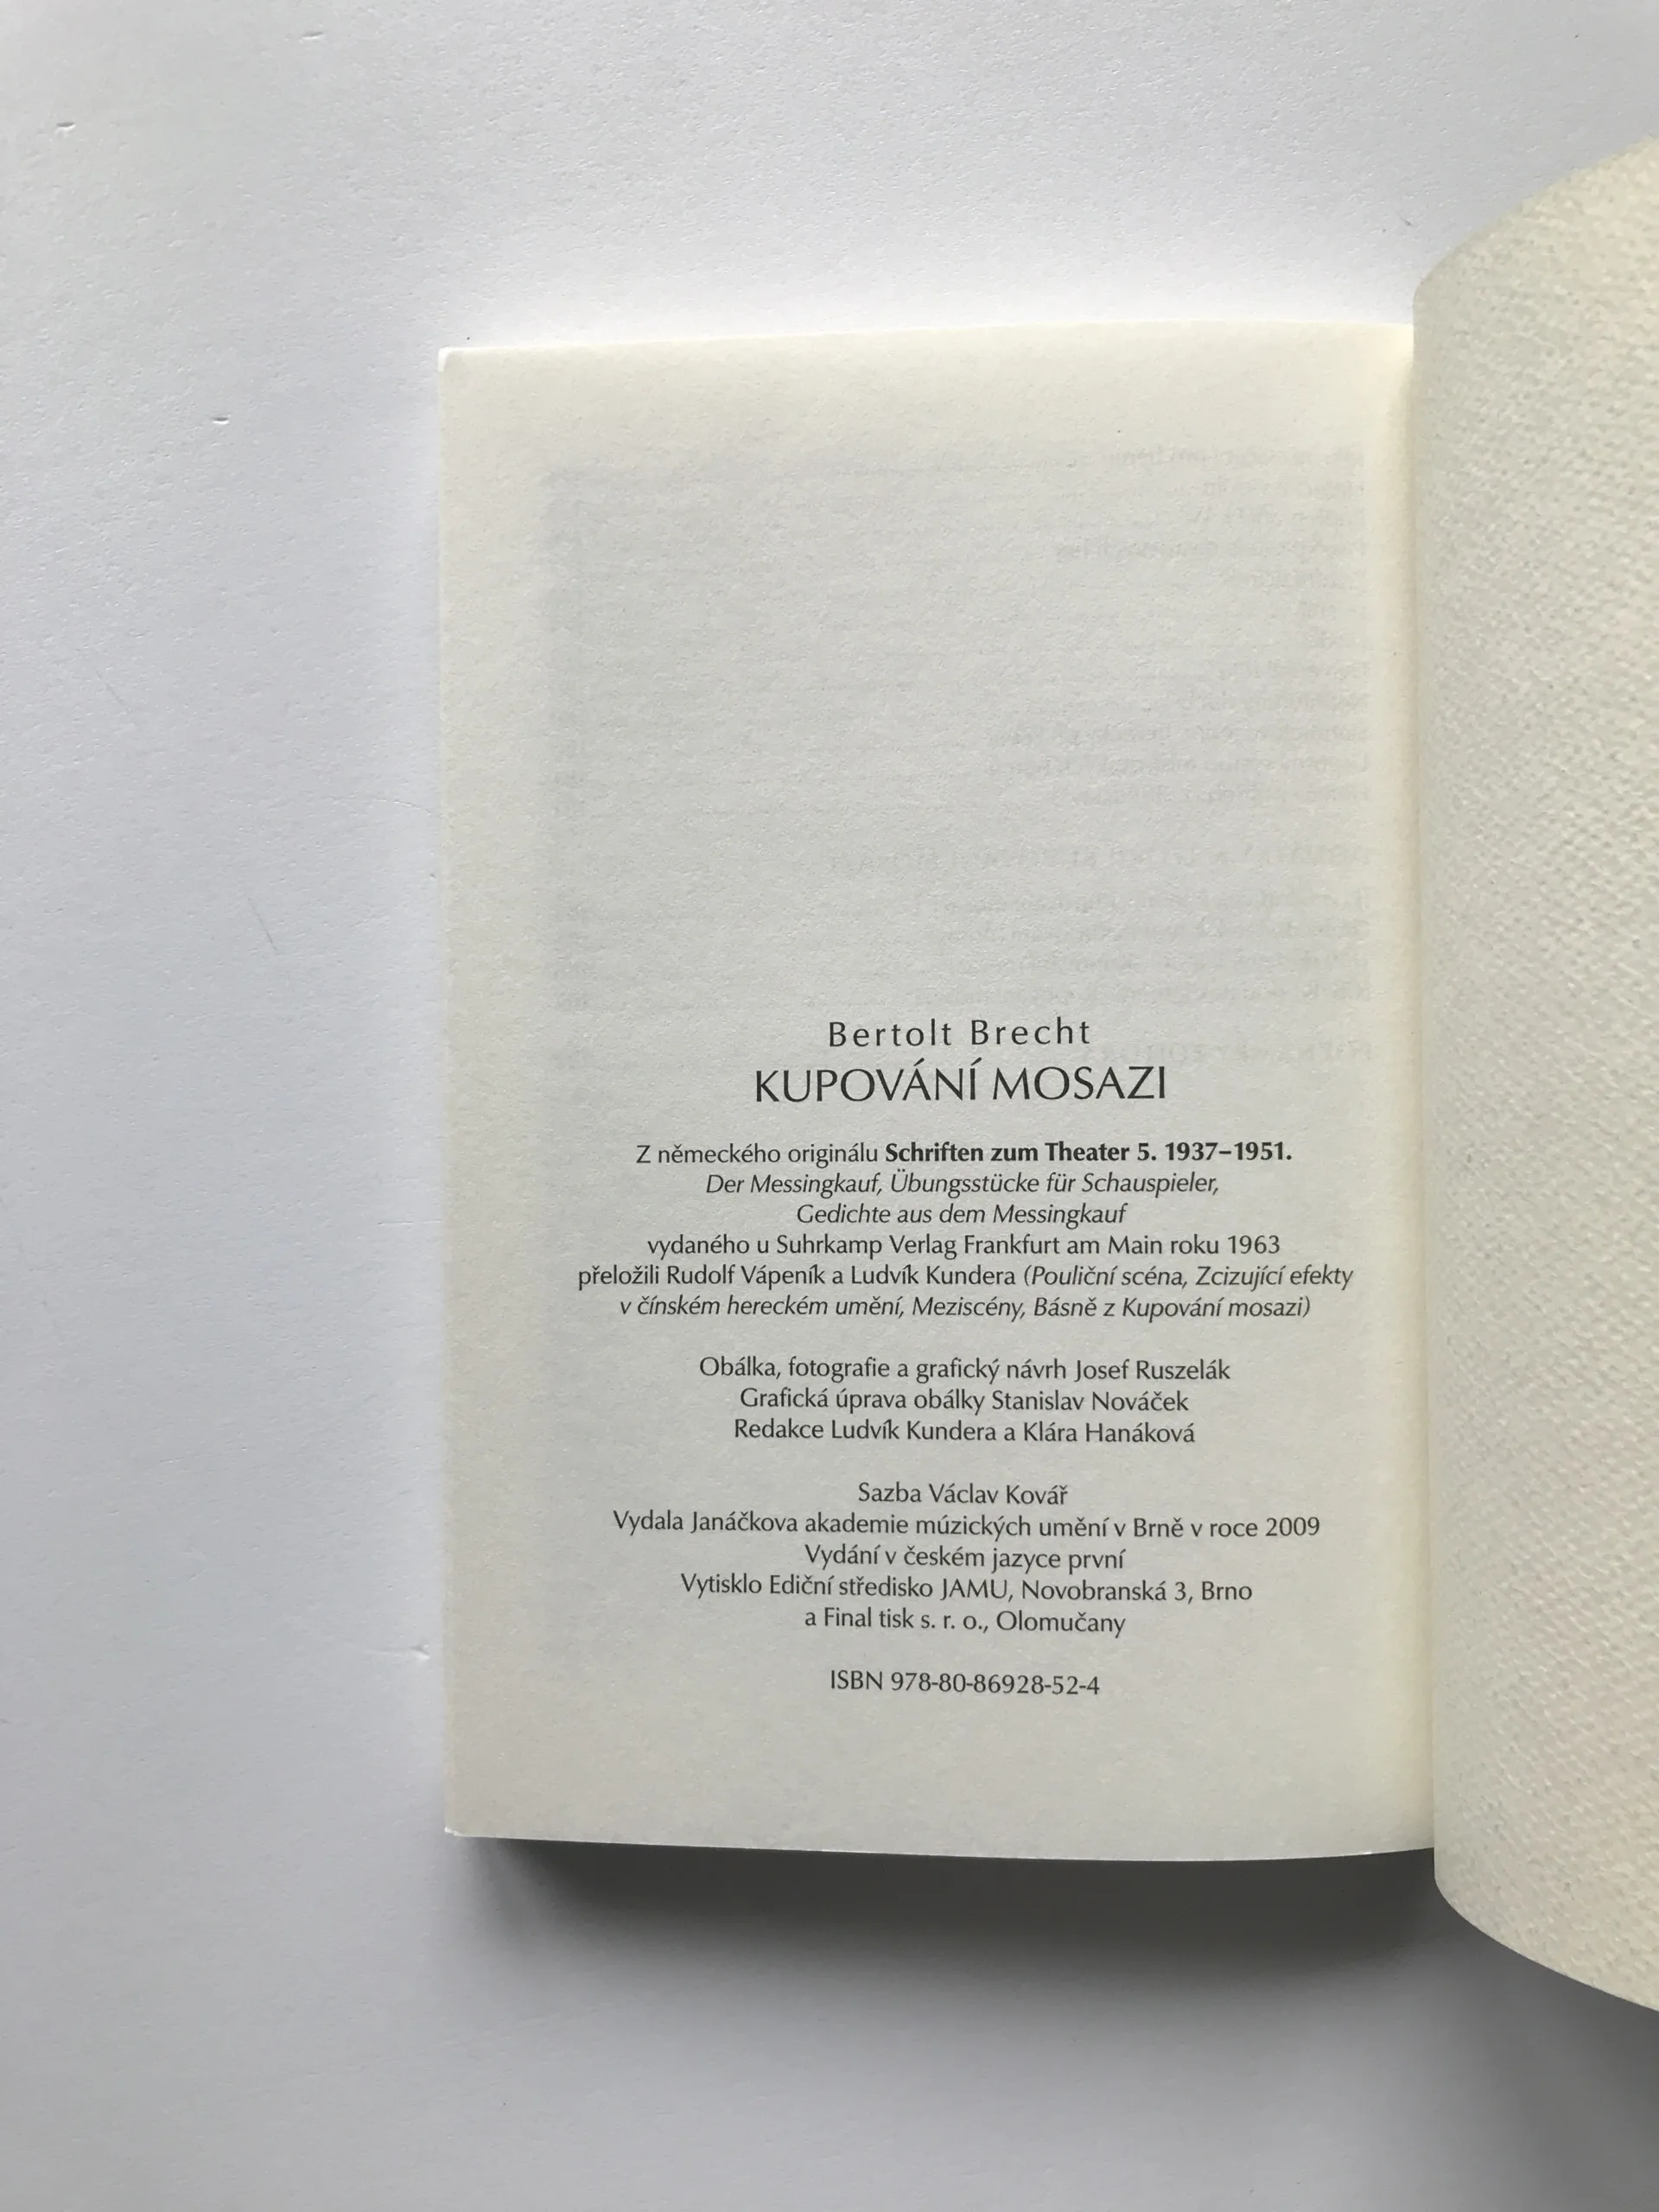 Bertolt Brecht
KUPOVÁNÍ MOSAZI
Z německého originálu Schriften zum Theater 5. 1937–1951.
Der Messingkauf, Übungsstücke für Schauspieler,
Gedichte aus dem Messingkauf
vydaného u Suhrkamp Verlag Frankfurt am Main roku 1963
přeložili Rudolf Vápeník a Ludvík Kundera (Pouliční scéna, Zcizující efekty
v čínském hereckém umění, Meziscény, Básně z Kupování mosazi)
Obálka, fotografie a grafický návrh Josef Ruszelák
Grafická úprava obálky Stanislav Nováček
Redakce Ludvík Kundera a Klára Hanáková
Sazba Václav Kovář
Vydala Janáčkova akademie múzických umění v Brně v roce 2009
Vydání v českém jazyce první
Vytisklo Ediční středisko JAMU, Novobranská 3, Brno
a Final tisk s. r. o., Olomučany
ISBN 978-80-86928-52-4